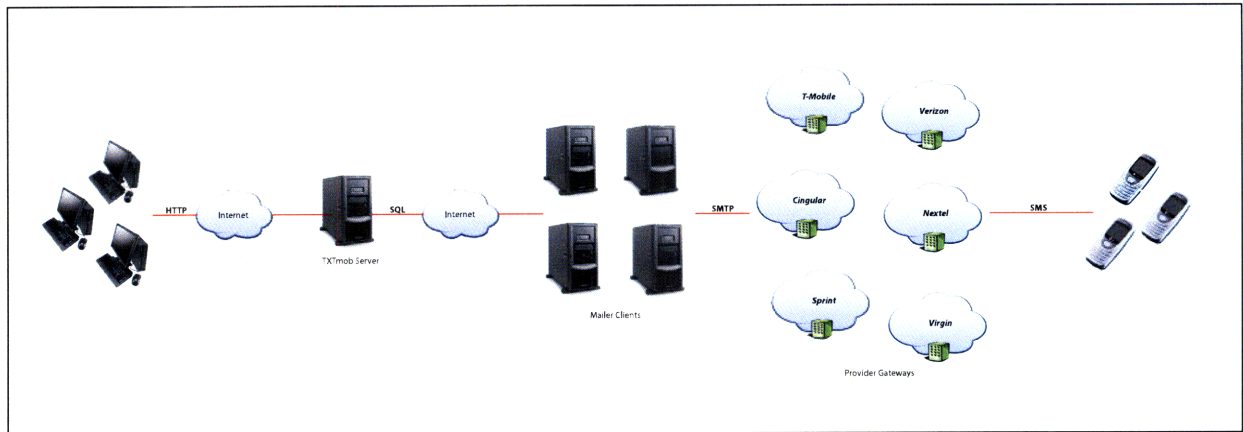 HTTP
Internet
TXTmob Server
SQL
Internet
Mailer Clients
SMTP
T-Mobile
Verizon
Cingular
Nextel
Sprint
Virgin
Provider Gateways
SMS